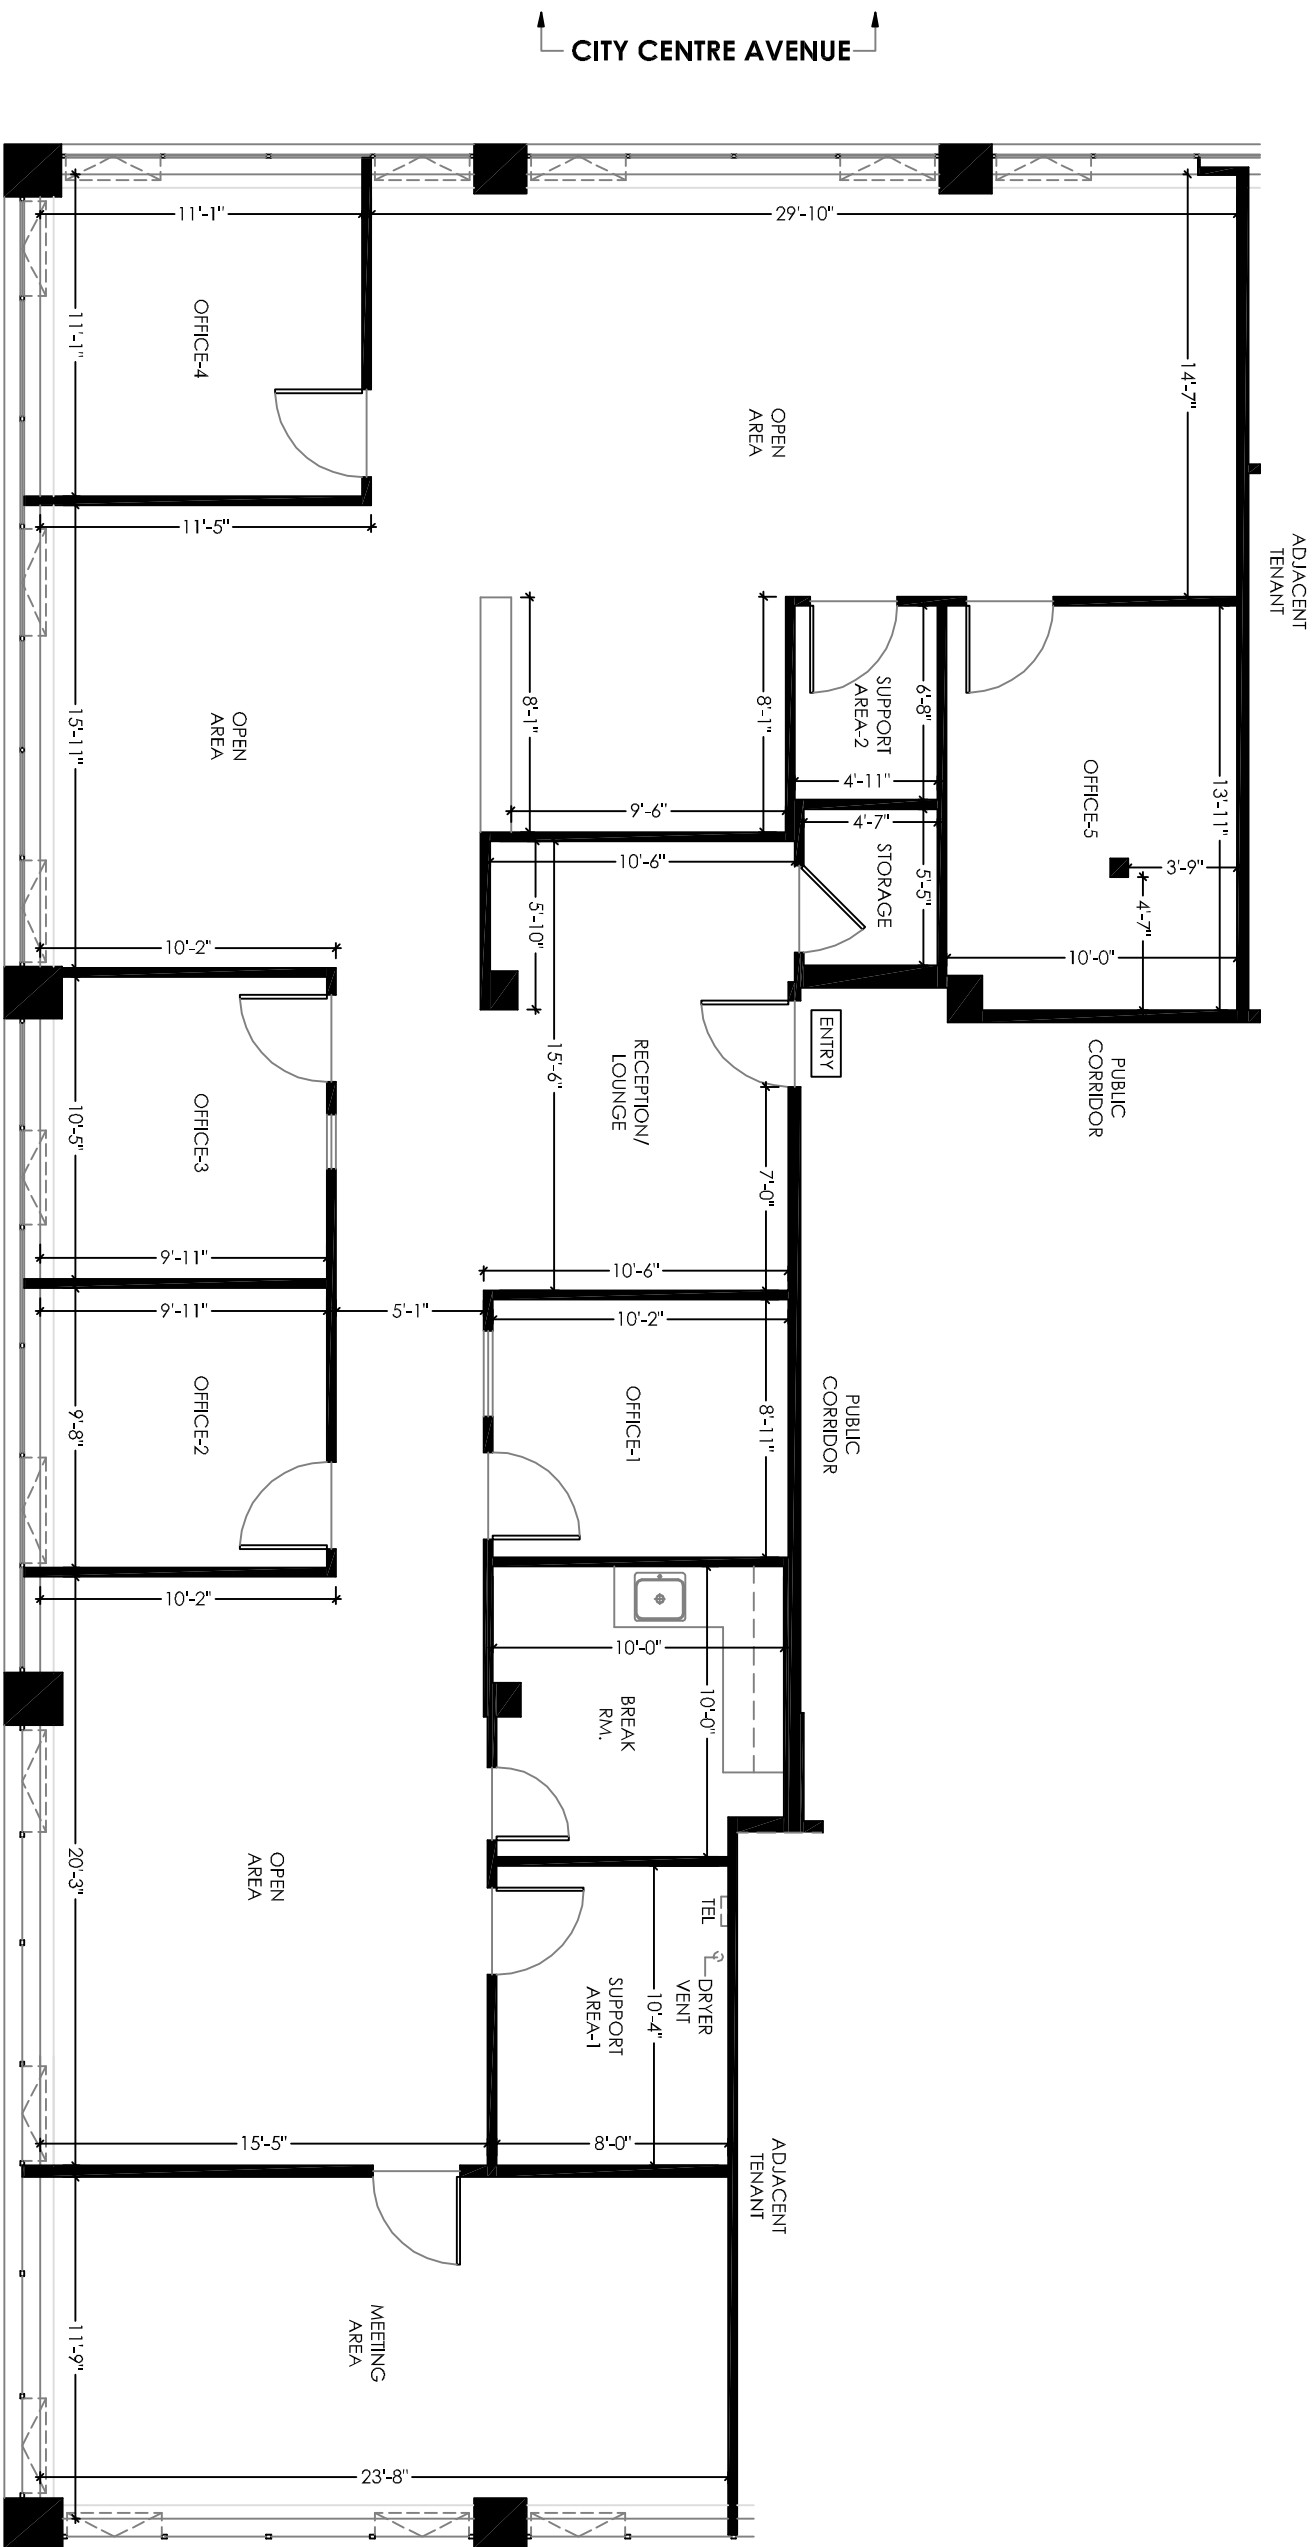 CITY CENTRE AVENUE
ADJACENT
TENANT
11'-1"
29'-10"
11'-1"
OFFICE-4
14'-7"
OPEN
AREA
11'-5"
15'-11"
OPEN
AREA
8'-1"
8'-1"
SUPPORT
AREA-2
6'-8"
4'-11"
OFFICE-5
13'-11"
9'-6"
4'-7"
STORAGE
5'-5"
10'-6"
5'-10"
3'-9"
4'-7"
10'-2"
10'-0"
ENTRY
RECEPTION/
LOUNGE
15'-6"
PUBLIC
CORRIDOR
10'-5"
OFFICE-3
7'-0"
9'-11"
10'-6"
9'-11"
5'-1"
10'-2"
9'-8"
OFFICE-2
OFFICE-1
8'-11"
PUBLIC
CORRIDOR
10'-2"
10'-0"
BREAK
RM.
10'-0"
20'-3"
OPEN
AREA
TEL
DRYER
VENT
SUPPORT
AREA-1
10'-4"
15'-5"
8'-0"
ADJACENT
TENANT
11'-9"
MEETING
AREA
23'-8"